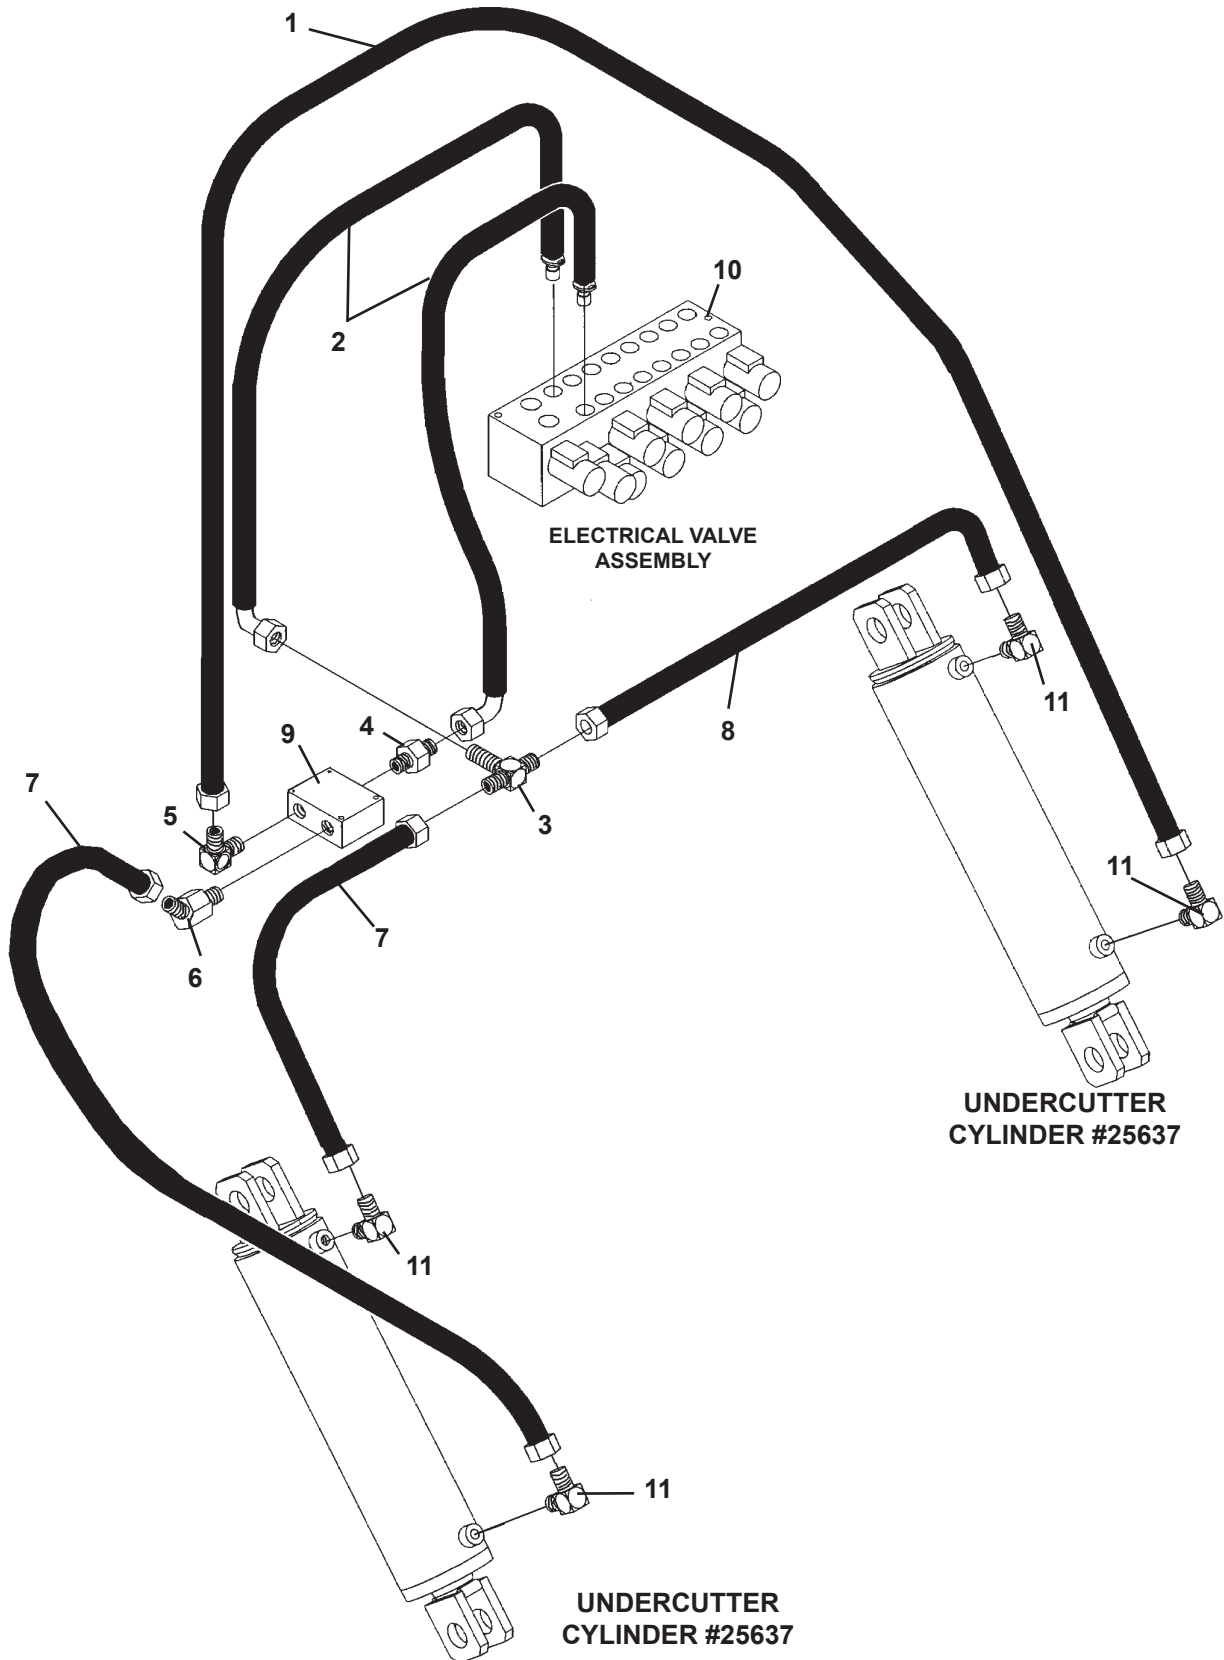 1
2
10
ELECTRICAL VALVE
ASSEMBLY
11
8
4
9
7
3
5
11
7
6
UNDERCUTTER
CYLINDER #25637
11
11
UNDERCUTTER
CYLINDER #25637